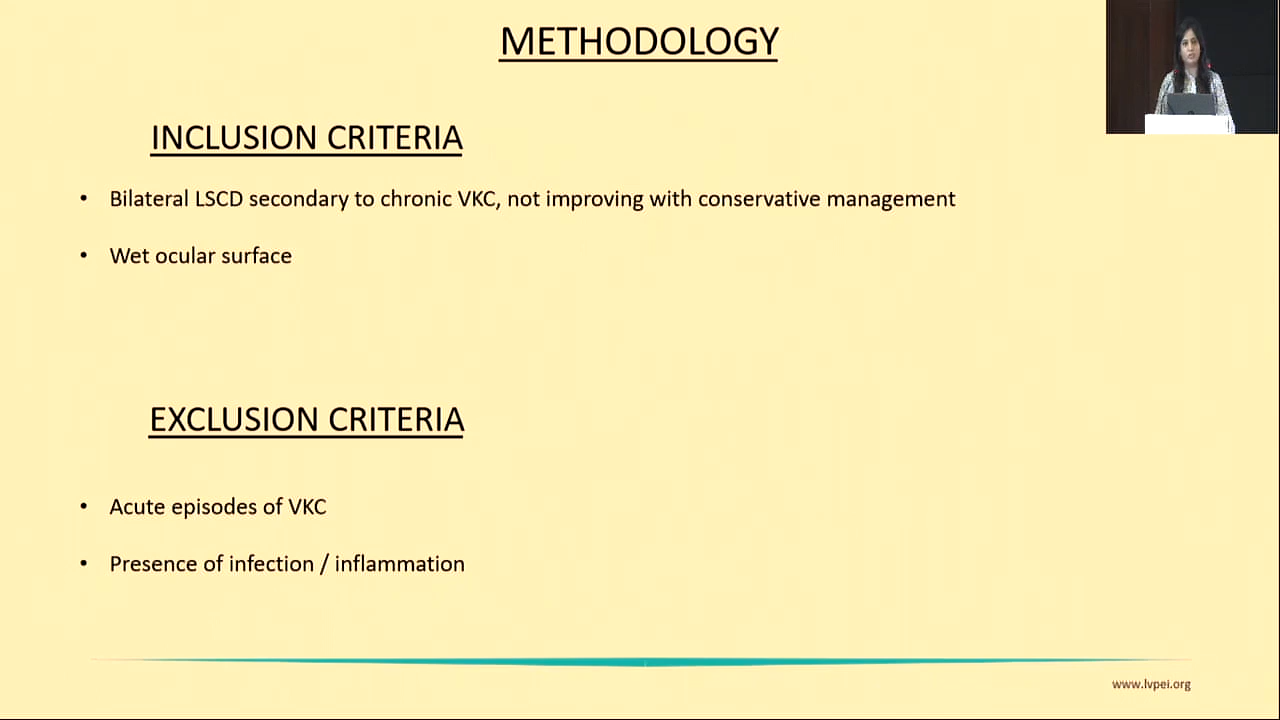 METHODOLOGY
INCLUSION CRITERIA
• Bilateral LSCD secondary to chronic VKC, not improving with conservative management
• Wet ocular surface
EXCLUSION CRITERIA
• Acute episodes of VKC
• Presence of infection / inflammation
www.lvpei.org